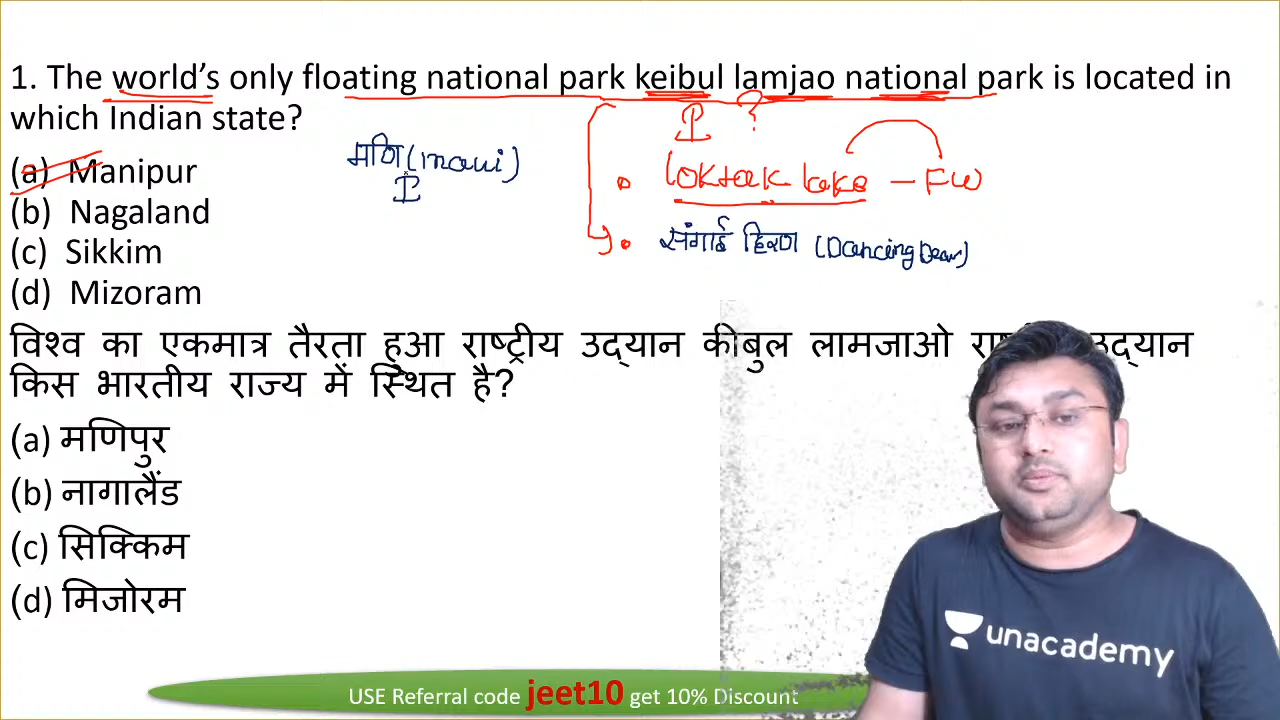 1. The world's only floating national park keibul lamjao national park is located in
which Indian state?
(a) Manipur
(b) Nagaland
(c) Sikkim
(d) Mizoram
मणि
?
Loktak lake – FW
संगाई हिरण (Dancing Dear)
विश्व का एकमात्र तैरता हुआ राष्ट्रीय उद्यान कीबुल लामजाओ उद्यान
किस भारतीय राज्य में स्थित है?
(a) मणिपुर
(b) नागालैंड
(c) सिक्किम
(d) मिजोरम
unacademy
USE Referral code jeet10 get 10% Discount